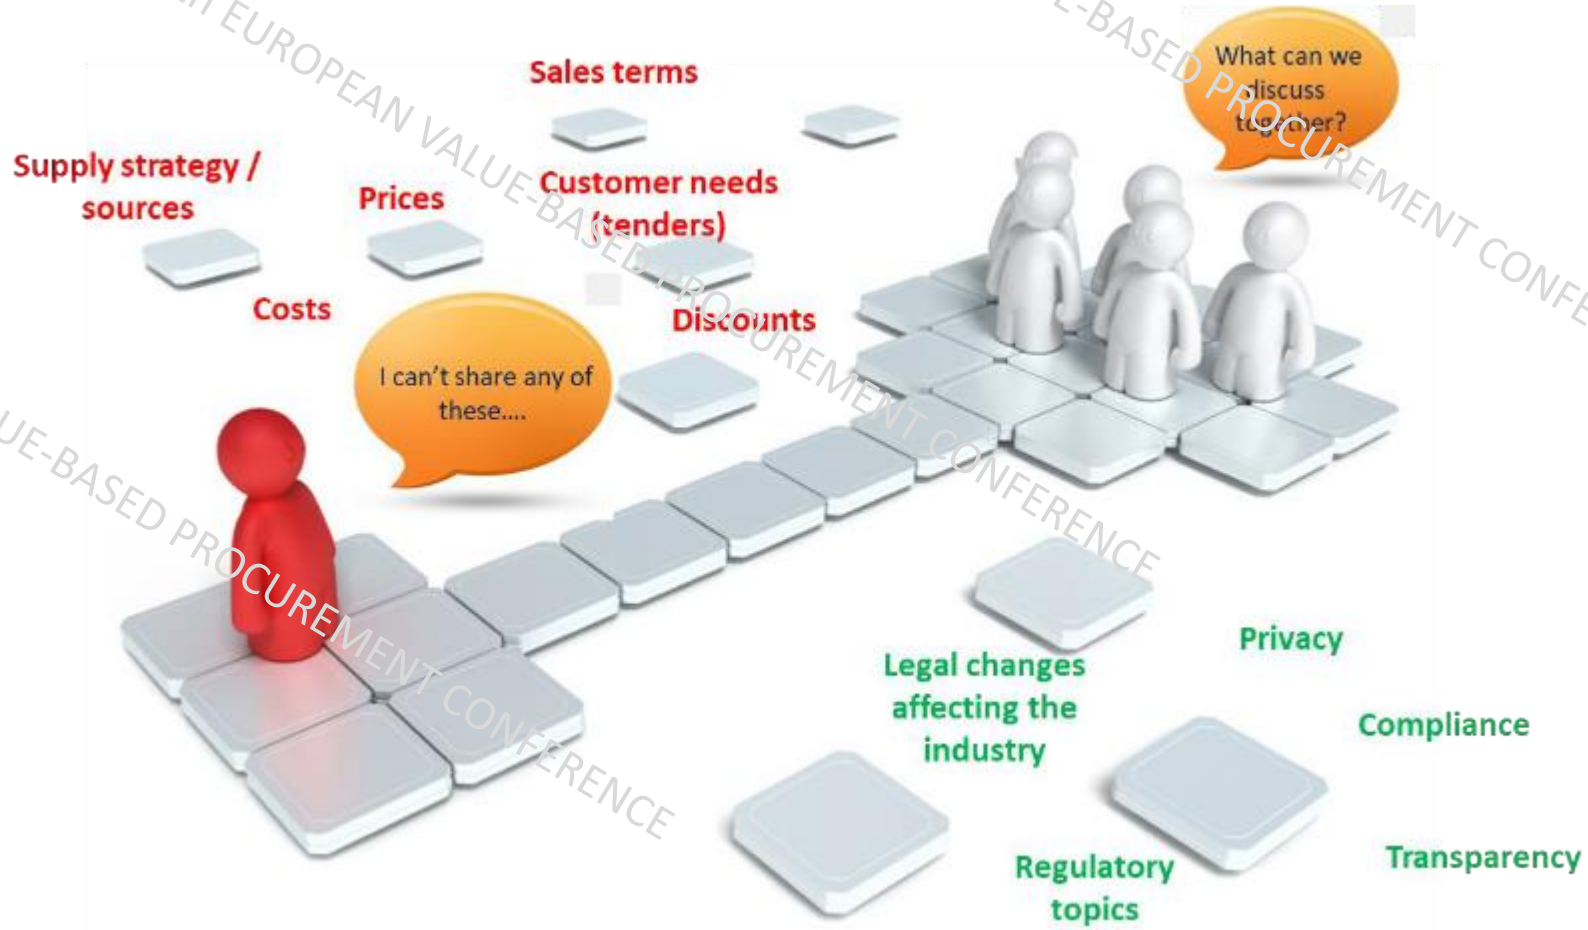 What can we
discuss
together?
Sales terms
Supply strategy /
sources
Prices
Customer needs
(tenders)
Costs
Discounts
I can't share any of
these....
Privacy
Legal changes
affecting the
industry
Compliance
Regulatory
topics
Transparency
EUROPEAN VALUE-BASED PROCUREMENT CONFERENCE
E-BASED PROCUREMENT CONFE
UE-BASED PROCUREMENT CONFERENCE